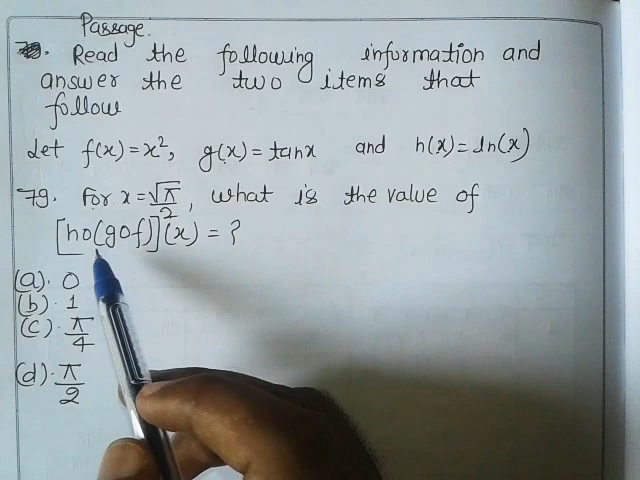 Passage.
Read the following information and
answer the two items that
follow
Let f(x)=x², g(x)=tanx and h(x)=ln(x)
79. For x=√π/2, what is the value of
[ho(gof)](x) = ?
(a). 0
(b). 1
(c). π/4
(d). π/2